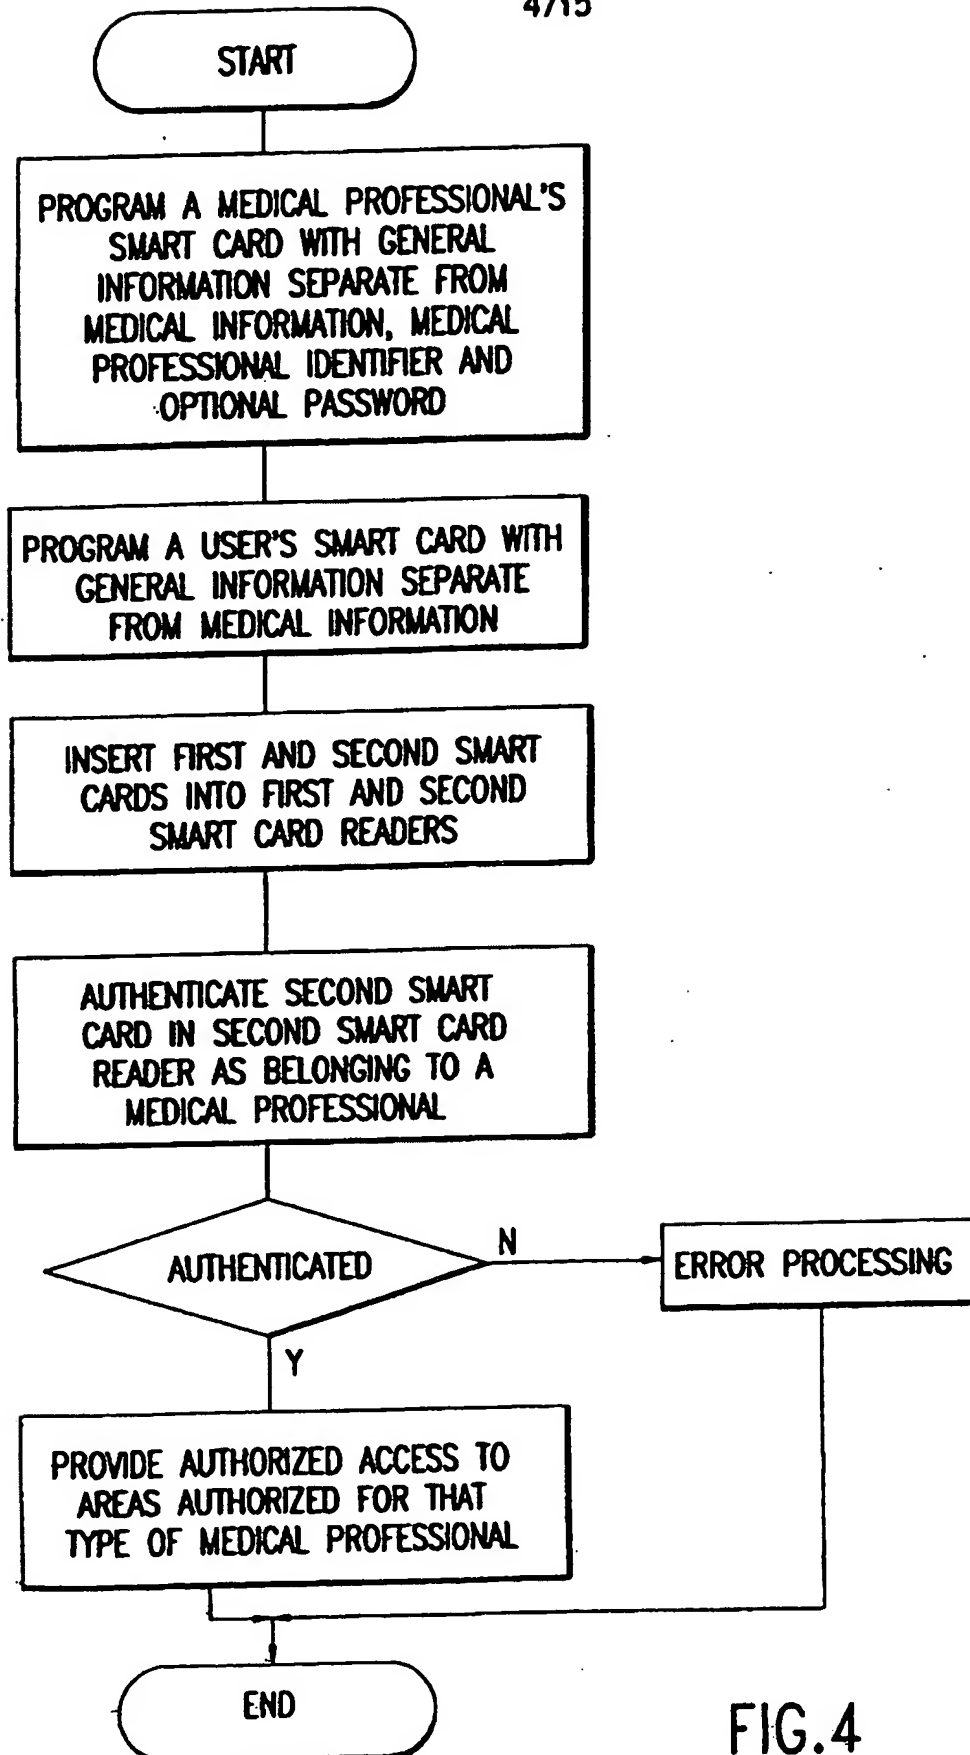 4/15
START
PROGRAM A MEDICAL PROFESSIONAL'S
SMART CARD WITH GENERAL
INFORMATION SEPARATE FROM
MEDICAL INFORMATION, MEDICAL
PROFESSIONAL IDENTIFIER AND
OPTIONAL PASSWORD
PROGRAM A USER'S SMART CARD WITH
GENERAL INFORMATION SEPARATE
FROM MEDICAL INFORMATION
INSERT FIRST AND SECOND SMART
CARDS INTO FIRST AND SECOND
SMART CARD READERS
AUTHENTICATE SECOND SMART
CARD IN SECOND SMART CARD
READER AS BELONGING TO A
MEDICAL PROFESSIONAL
AUTHENTICATED
N
ERROR PROCESSING
Y
PROVIDE AUTHORIZED ACCESS TO
AREAS AUTHORIZED FOR THAT
TYPE OF MEDICAL PROFESSIONAL
END
FIG.4